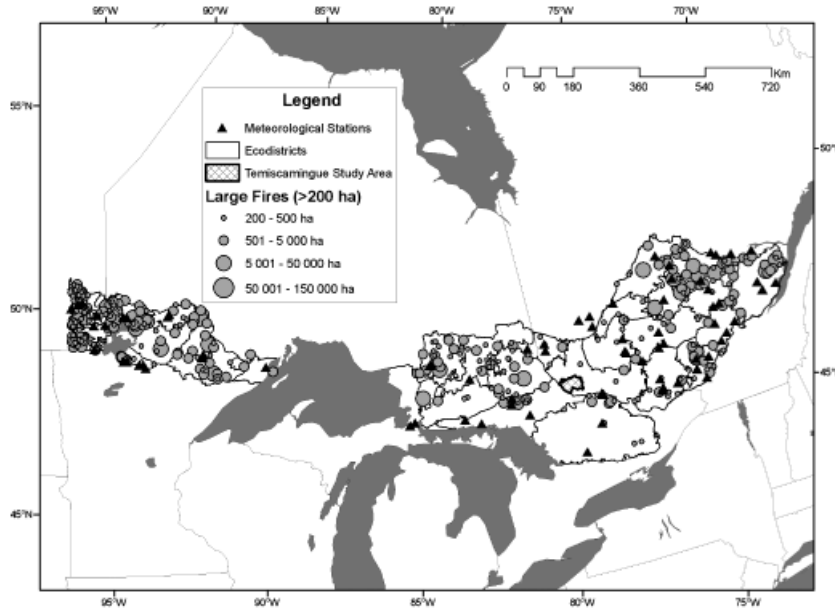 95°W 90°W 80°W 75°W 70°W
55°N
50°N
45°N
Km
0 90 180 360 540 720
Legend
Meteorological Stations
Ecodistricts
Temiscamingue Study Area
Large Fires (>200 ha)
200 - 500 ha
501 - 5 000 ha
5 001 - 50 000 ha
50 001 - 150 000 ha
50°N
45°N
95°W 90°W 85°W 80°W 75°W